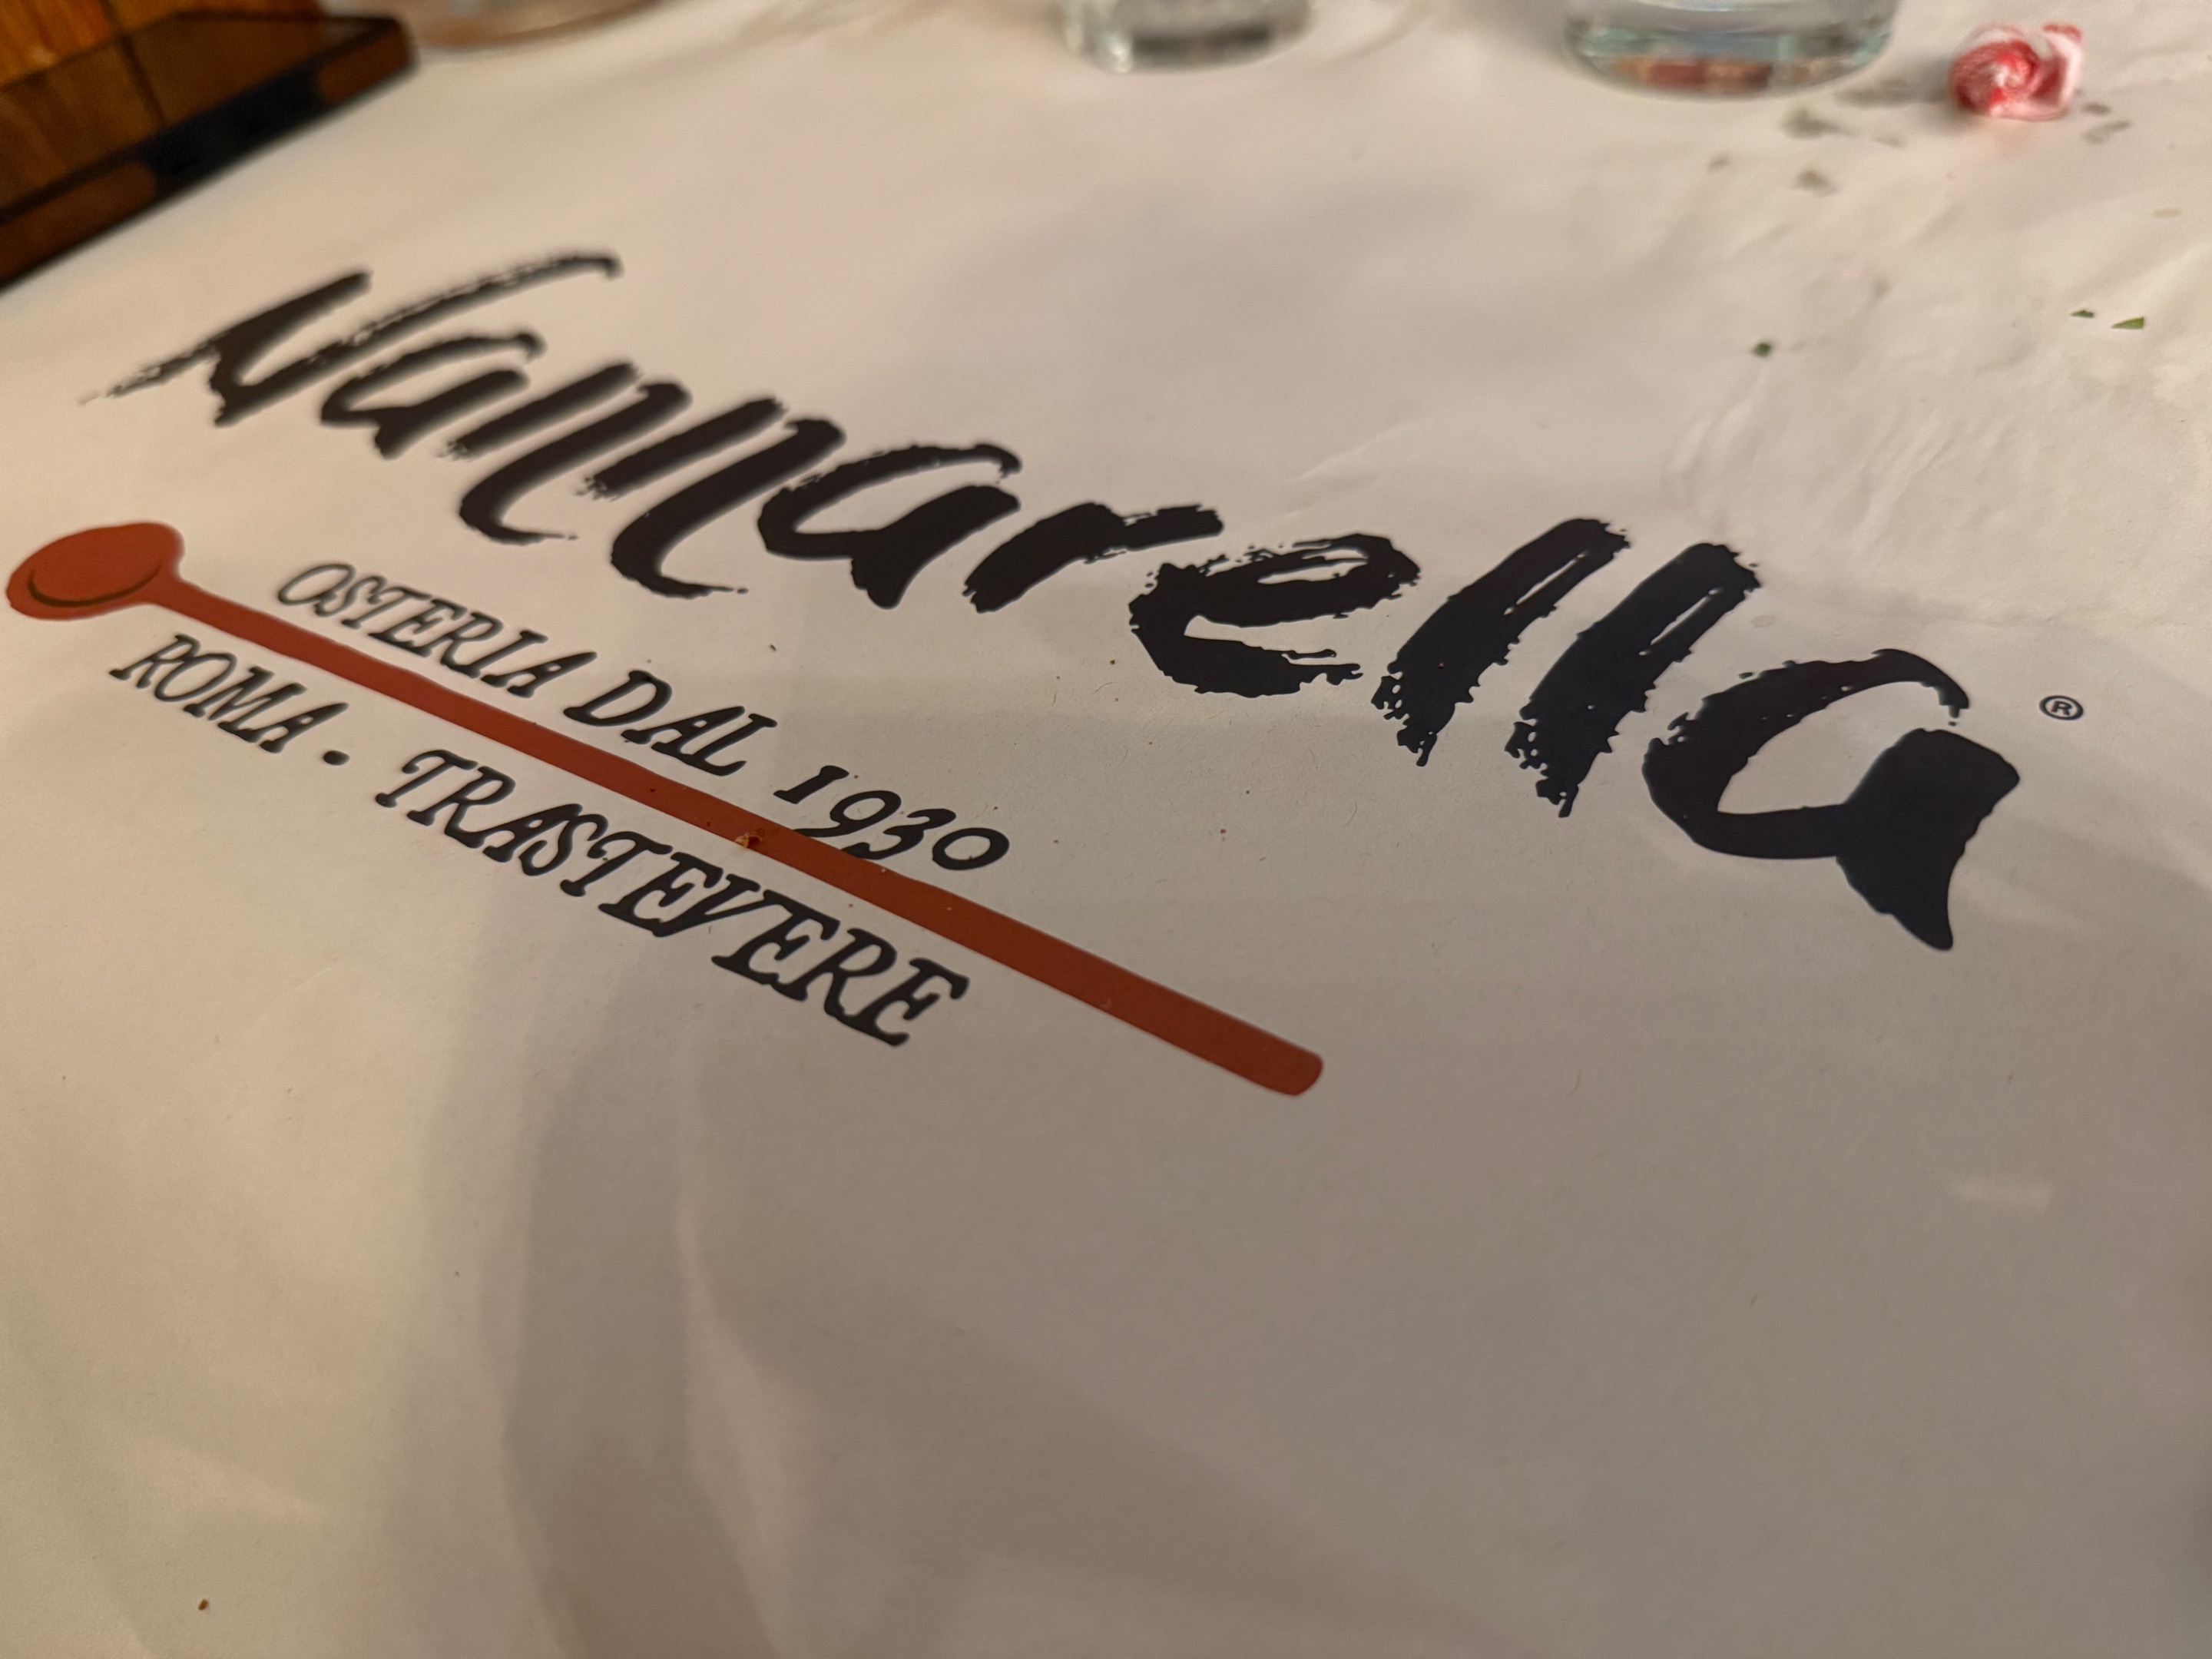 Nannarella ®
OSTERIA DAL 1930
ROMA • TRASTEVERE